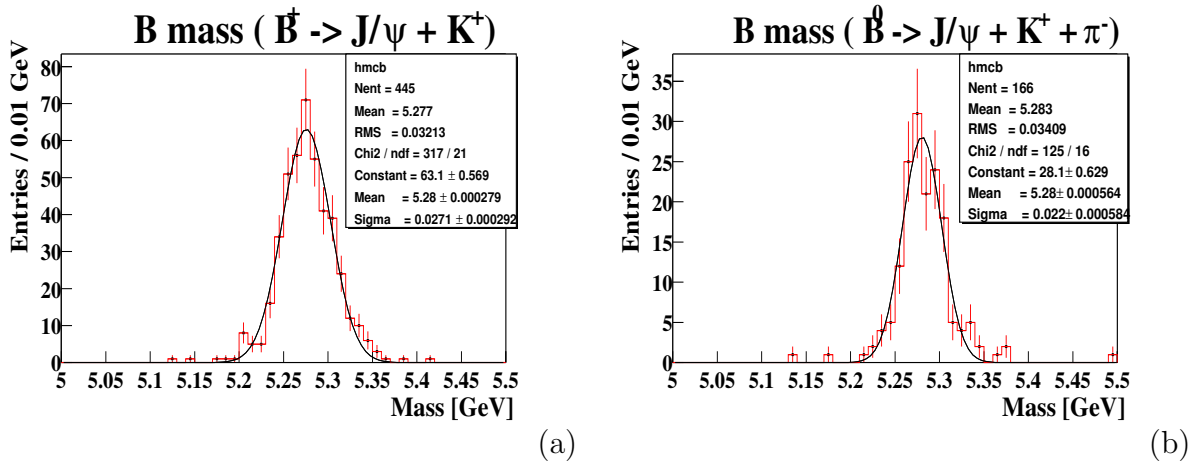 B mass ( B+ -> J/ψ + K+)
Entries / 0.01 GeV
80
70
60
50
40
30
20
10
0
hmcb
Nent = 445
Mean = 5.277
RMS = 0.03213
Chi2 / ndf = 317 / 21
Constant = 63.1 ± 0.569
Mean = 5.28 ± 0.000279
Sigma = 0.0271 ± 0.000292
5 5.05 5.1 5.15 5.2 5.25 5.3 5.35 5.4 5.45 5.5
Mass [GeV]
(a)
B mass ( B0 -> J/ψ + K+ + π-)
Entries / 0.01 GeV
35
30
25
20
15
10
5
0
hmcb
Nent = 166
Mean = 5.283
RMS = 0.03409
Chi2 / ndf = 125 / 16
Constant = 28.1± 0.629
Mean = 5.28± 0.000564
Sigma = 0.022± 0.000584
5 5.05 5.1 5.15 5.2 5.25 5.3 5.35 5.4 5.45 5.5
Mass [GeV]
(b)